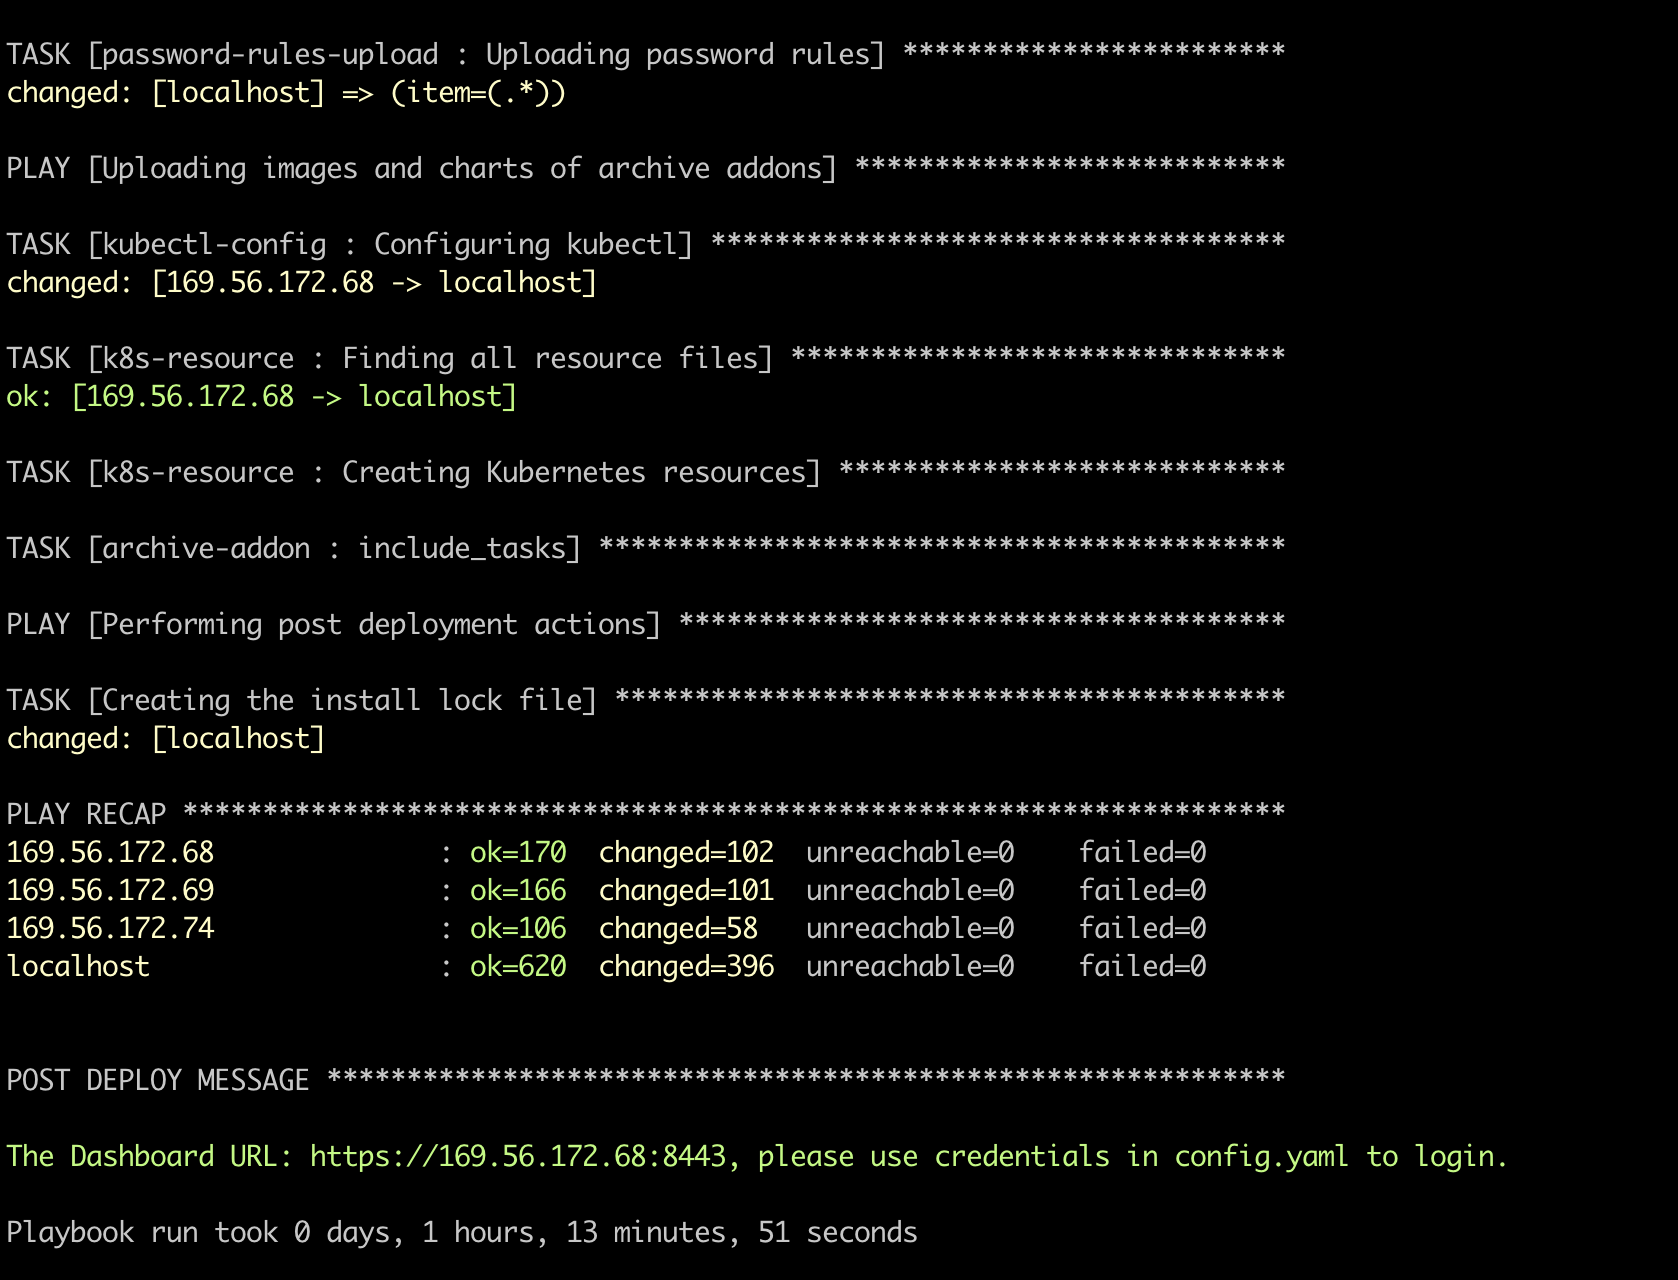 TASK [password-rules-upload : Uploading password rules] ************************
changed: [localhost] => (item=(.*))
PLAY [Uploading images and charts of archive addons] ***************************
TASK [kubectl-config : Configuring kubectl] ************************************
changed: [169.56.172.68 -> localhost]
TASK [k8s-resource : Finding all resource files] *******************************
ok: [169.56.172.68 -> localhost]
TASK [k8s-resource : Creating Kubernetes resources] ****************************
TASK [archive-addon : include_tasks] *******************************************
PLAY [Performing post deployment actions] **************************************
TASK [Creating the install lock file] ******************************************
changed: [localhost]
PLAY RECAP *********************************************************************
169.56.172.68 : ok=170 changed=102 unreachable=0 failed=0
169.56.172.69 : ok=166 changed=101 unreachable=0 failed=0
169.56.172.74 : ok=106 changed=58 unreachable=0 failed=0
localhost : ok=620 changed=396 unreachable=0 failed=0
POST DEPLOY MESSAGE ************************************************************
The Dashboard URL: https://169.56.172.68:8443, please use credentials in config.yaml to login.
Playbook run took 0 days, 1 hours, 13 minutes, 51 seconds